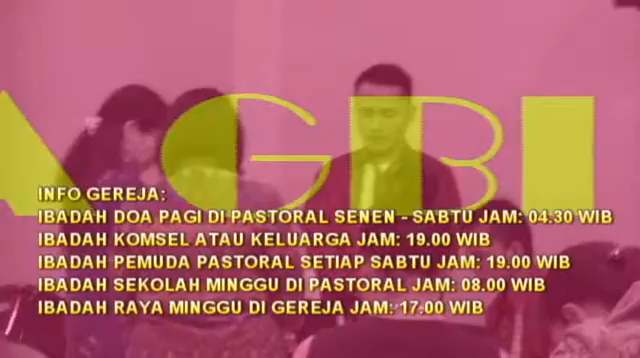 A GBI
INFO GEREJA:
IBADAH DOA PAGI DI PASTORAL SENEN - SABTU JAM: 04.30 WIB
IBADAH KOMSEL ATAU KELUARGA JAM: 19.00 WIB
IBADAH PEMUDA PASTORAL SETIAP SABTU JAM: 19.00 WIB
IBADAH SEKOLAH MINGGU DI PASTORAL JAM: 08.00 WIB
IBADAH RAYA MINGGU DI GEREJA JAM: 17.00 WIB